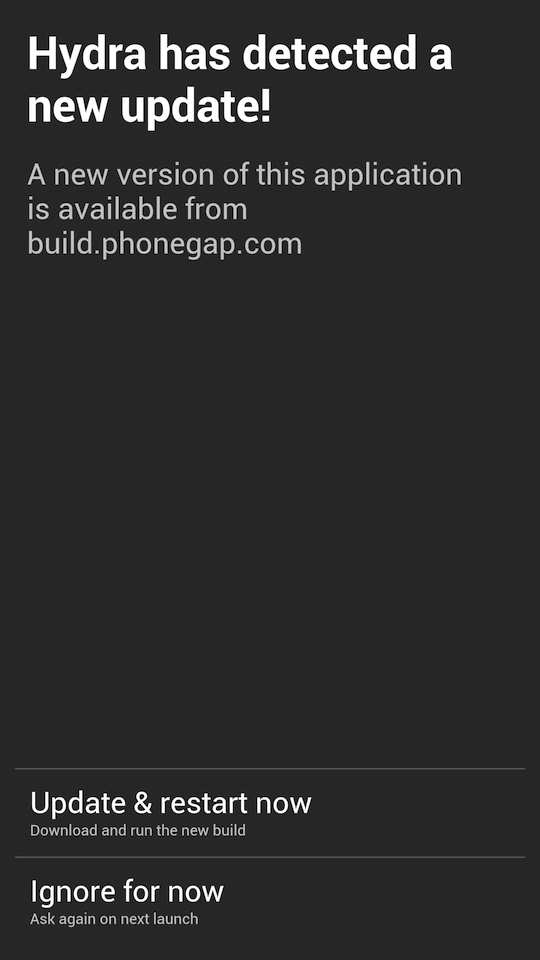 Hydra has detected a
new update!
A new version of this application
is available from
build.phonegap.com
Update & restart now
Download and run the new build
Ignore for now
Ask again on next launch